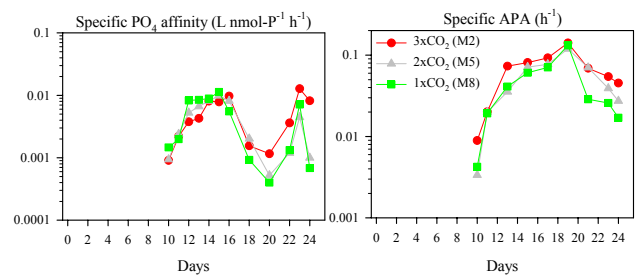 Specific PO4 affinity (L nmol-P-1 h-1)
0.1
0.01
0.001
0.0001
0 2 4 6 8 10 12 14 16 18 20 22 24
Days
Specific APA (h-1)
3xCO2 (M2)
2xCO2 (M5)
1xCO2 (M8)
0.1
0.01
0.001
0 2 4 6 8 10 12 14 16 18 20 22 24
Days